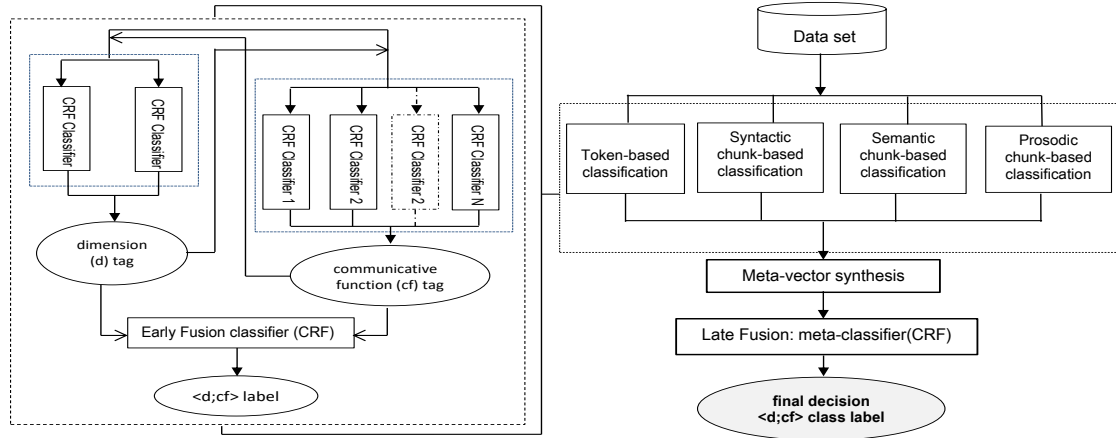 CRF Classifier
CRF Classifier
CRF Classifier 1
CRF Classifier 2
CRF Classifier 2
CRF Classifier N
dimension
(d) tag
communicative
function (cf) tag
Early Fusion classifier (CRF)
<d;cf> label
Data set
Token-based
classification
Syntactic
chunk-based
classification
Semantic
chunk-based
classification
Prosodic
chunk-based
classification
Meta-vector synthesis
Late Fusion: meta-classifier(CRF)
final decision
<d;cf> class label